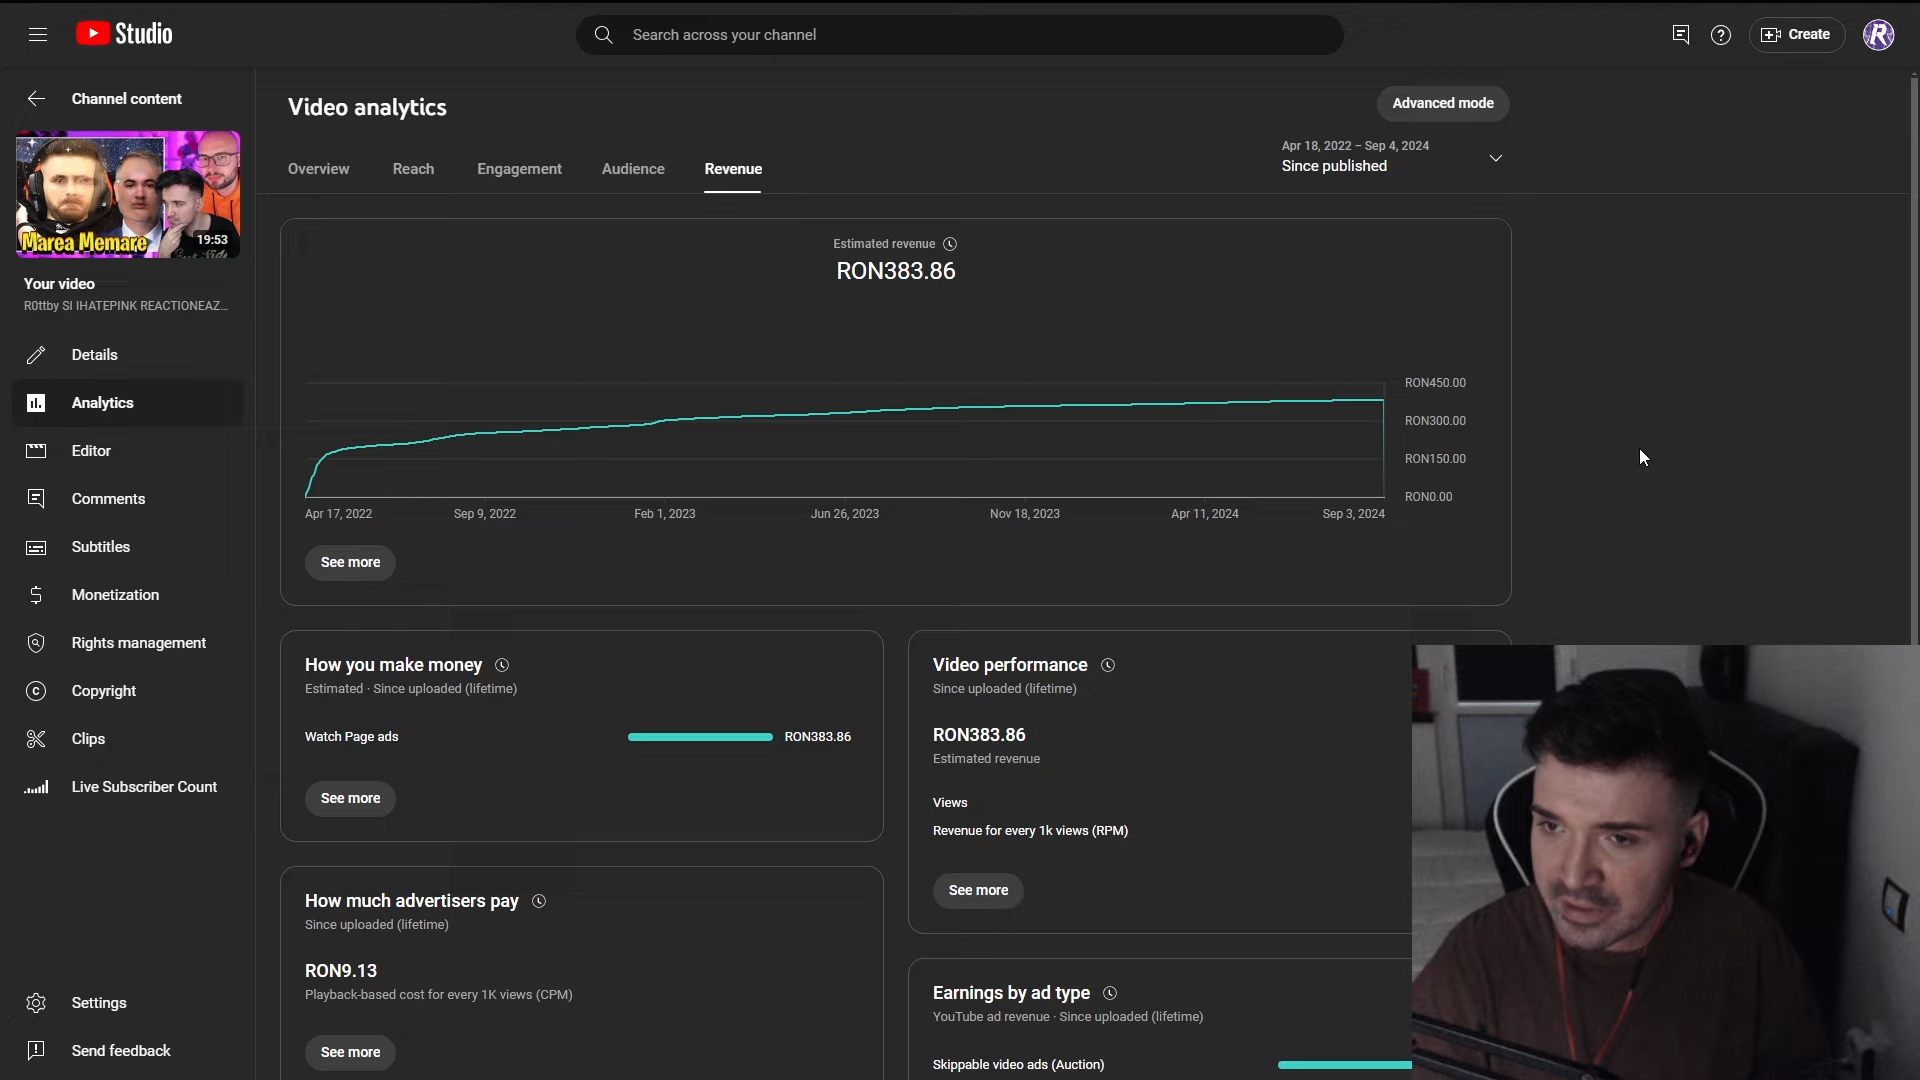 Studio
Search across your channel
Create
Channel content
Marea Memare
19:53
Your video
R0ttby SI IHATEPINK REACTIONEAZ...
Details
Analytics
Editor
Comments
Subtitles
Monetization
Rights management
Copyright
Clips
Live Subscriber Count
Settings
Send feedback
Video analytics
Advanced mode
Overview
Reach
Engagement
Audience
Revenue
Apr 18, 2022 – Sep 4, 2024
Since published
Estimated revenue
RON383.86
RON450.00
RON300.00
RON150.00
RON0.00
Apr 17, 2022
Sep 9, 2022
Feb 1, 2023
Jun 26, 2023
Nov 18, 2023
Apr 11, 2024
Sep 3, 2024
See more
How you make money
Estimated · Since uploaded (lifetime)
Watch Page ads
RON383.86
See more
Video performance
Since uploaded (lifetime)
RON383.86
Estimated revenue
Views
Revenue for every 1k views (RPM)
See more
How much advertisers pay
Since uploaded (lifetime)
RON9.13
Playback-based cost for every 1K views (CPM)
See more
Earnings by ad type
YouTube ad revenue · Since uploaded (lifetime)
Skippable video ads (Auction)